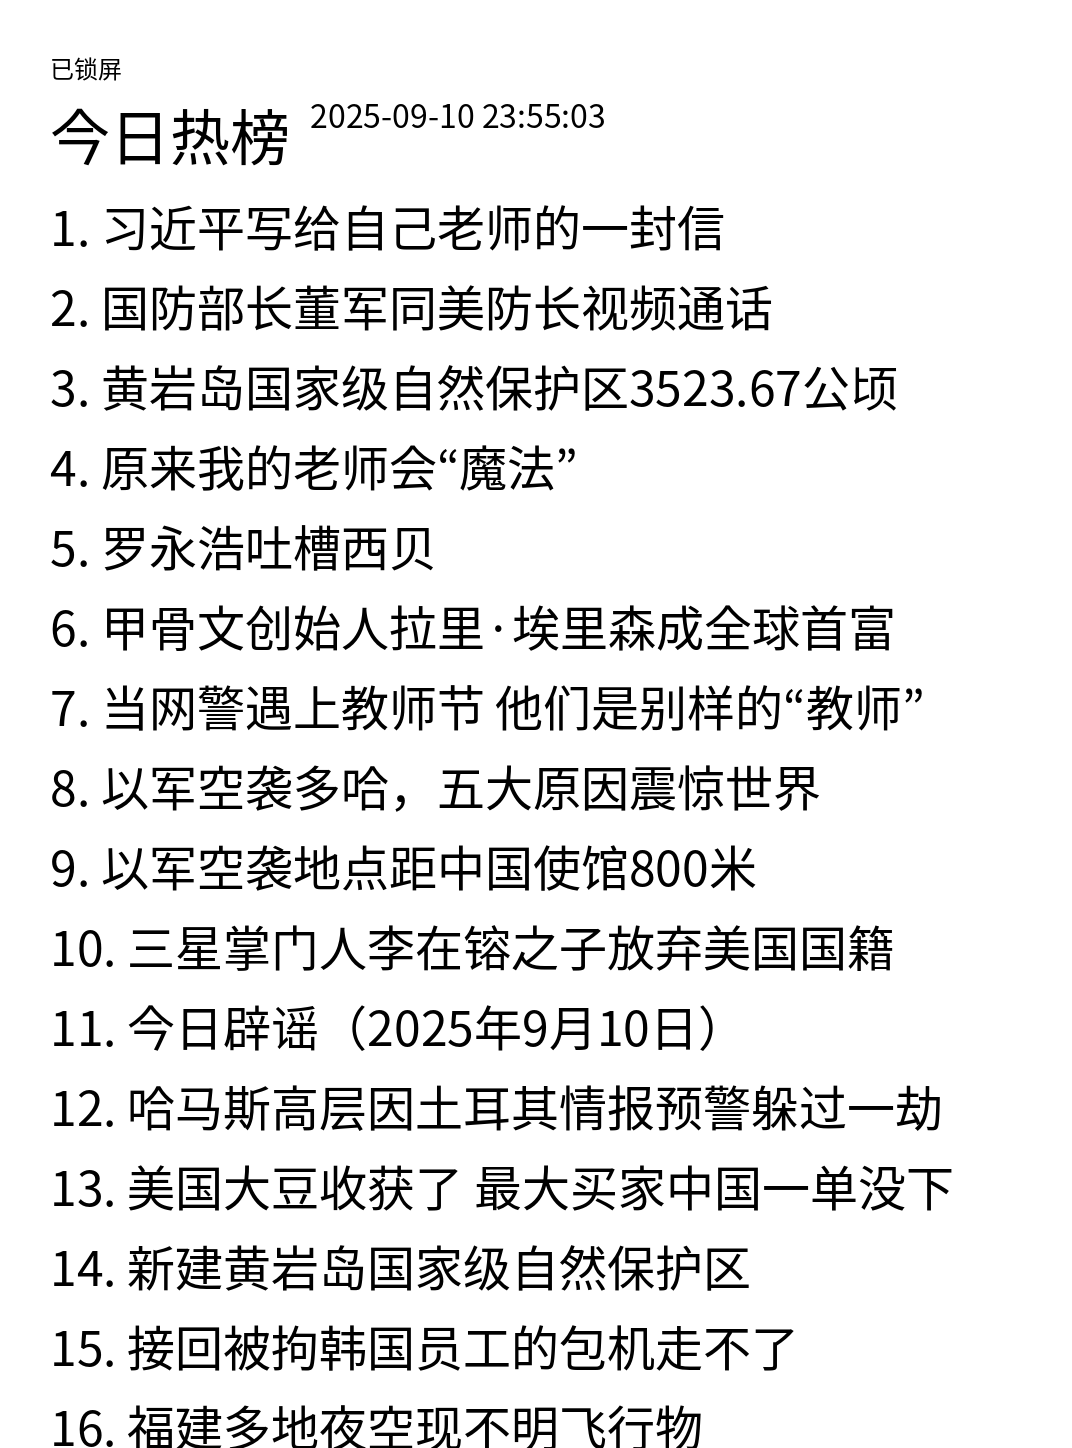 已锁屏
今日热榜 2025-09-10 23:55:03
1. 习近平写给自己老师的一封信
2. 国防部长董军同美防长视频通话
3. 黄岩岛国家级自然保护区3523.67公顷
4. 原来我的老师会“魔法”
5. 罗永浩吐槽西贝
6. 甲骨文创始人拉里·埃里森成全球首富
7. 当网警遇上教师节 他们是别样的“教师”
8. 以军空袭多哈，五大原因震惊世界
9. 以军空袭地点距中国使馆800米
10. 三星掌门人李在镕之子放弃美国国籍
11. 今日辟谣（2025年9月10日）
12. 哈马斯高层因土耳其情报预警躲过一劫
13. 美国大豆收获了 最大买家中国一单没下
14. 新建黄岩岛国家级自然保护区
15. 接回被拘韩国员工的包机走不了
16. 福建多地夜空现不明飞行物